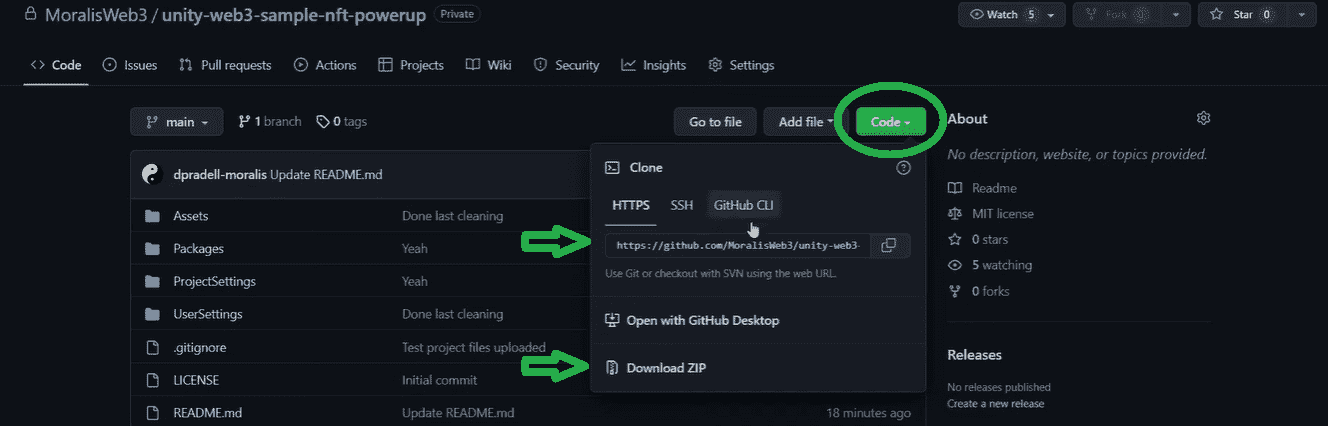 MoralisWeb3 / unity-web3-sample-nft-powerup Private
Watch 5 Fork 0 Star 0
Code Issues Pull requests Actions Projects Wiki Security Insights Settings
main 1 branch 0 tags Go to file Add file Code
About
No description, website, or topics provided.
Readme
MIT license
0 stars
5 watching
0 forks
Releases
No releases published
Create a new release
dpradell-moralis Update README.md
Assets Done last cleaning
Packages Yeah
ProjectSettings Yeah
UserSettings Done last cleaning
.gitignore Test project files uploaded
LICENSE Initial commit
README.md Update README.md 18 minutes ago
Clone
HTTPS SSH GitHub CLI
https://github.com/MoralisWeb3/unity-web3-
Use Git or checkout with SVN using the web URL.
Open with GitHub Desktop
Download ZIP